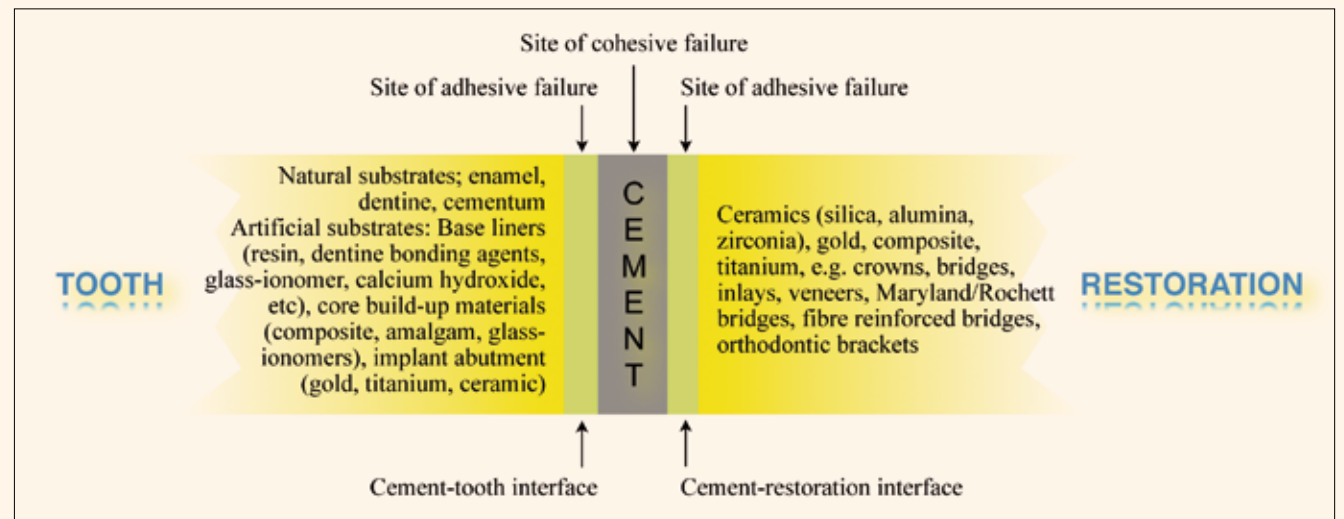 Site of cohesive failure
Site of adhesive failure
Site of adhesive failure
TOOTH
Natural substrates; enamel,
dentine, cementum
Artificial substrates: Base liners
(resin, dentine bonding agents,
glass-ionomer, calcium hydroxide,
etc), core build-up materials
(composite, amalgam, glass-
ionomers), implant abutment
(gold, titanium, ceramic)
CEMENT
Ceramics (silica, alumina,
zirconia), gold, composite,
titanium, e.g. crowns, bridges,
inlays, veneers, Maryland/Rochett
bridges, fibre reinforced bridges,
orthodontic brackets
RESTORATION
Cement-tooth interface
Cement-restoration interface